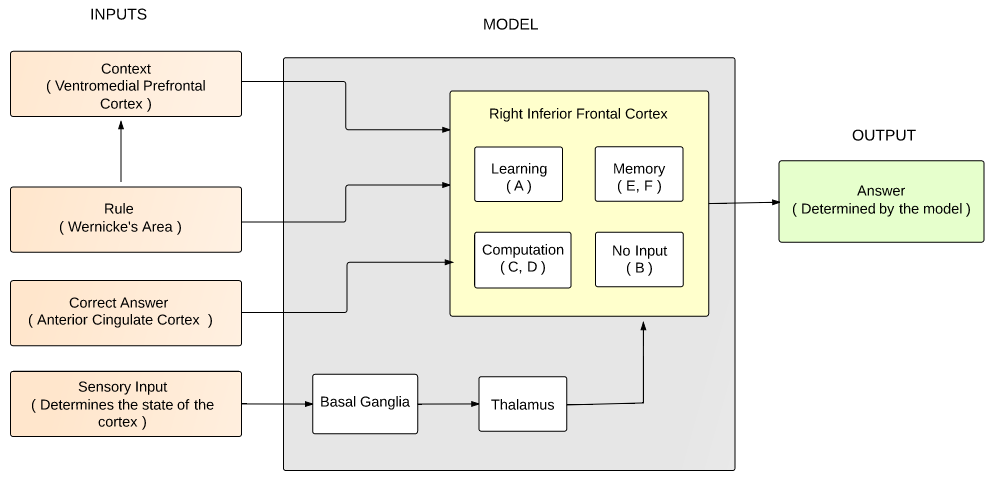 INPUTS
MODEL
Context
( Ventromedial Prefrontal
Cortex )
Right Inferior Frontal Cortex
OUTPUT
Learning
( A )
Memory
( E, F )
Answer
( Determined by the model )
Rule
( Wernicke's Area )
Computation
( C, D )
No Input
( B )
Correct Answer
( Anterior Cingulate Cortex )
Sensory Input
( Determines the state of the
cortex )
Basal Ganglia
Thalamus